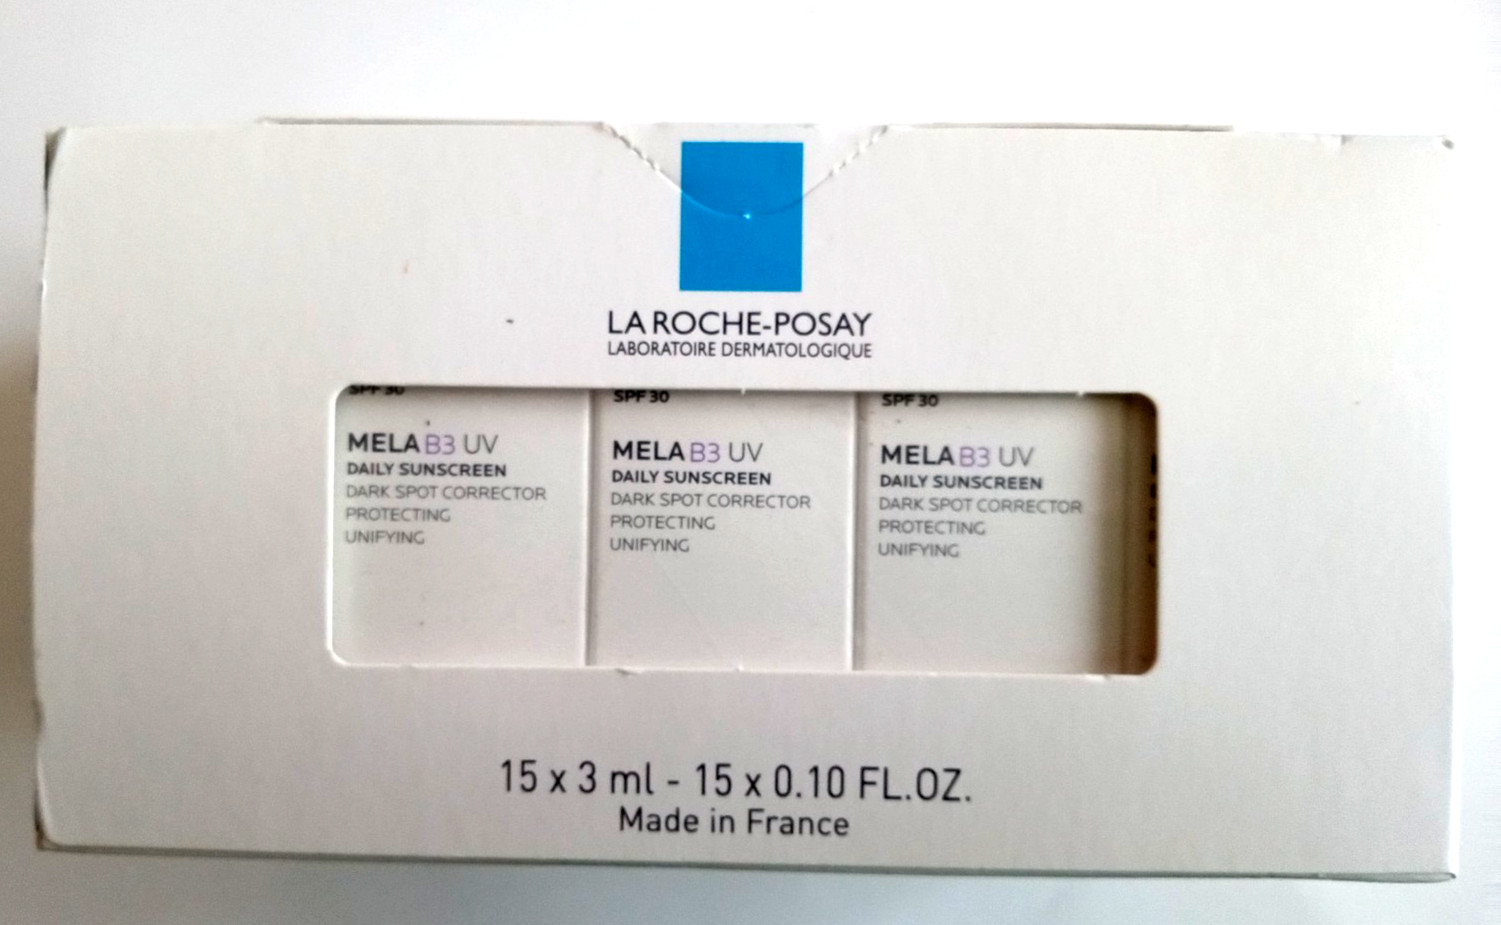 LA ROCHE-POSAY
LABORATOIRE DERMATOLOGIQUE
SPF 30
MELA B3 UV
DAILY SUNSCREEN
DARK SPOT CORRECTOR
PROTECTING
UNIFYING
SPF 30
MELA B3 UV
DAILY SUNSCREEN
DARK SPOT CORRECTOR
PROTECTING
UNIFYING
SPF 30
MELA B3 UV
DAILY SUNSCREEN
DARK SPOT CORRECTOR
PROTECTING
UNIFYING
15 x 3 ml - 15 x 0.10 FL.OZ.
Made in France